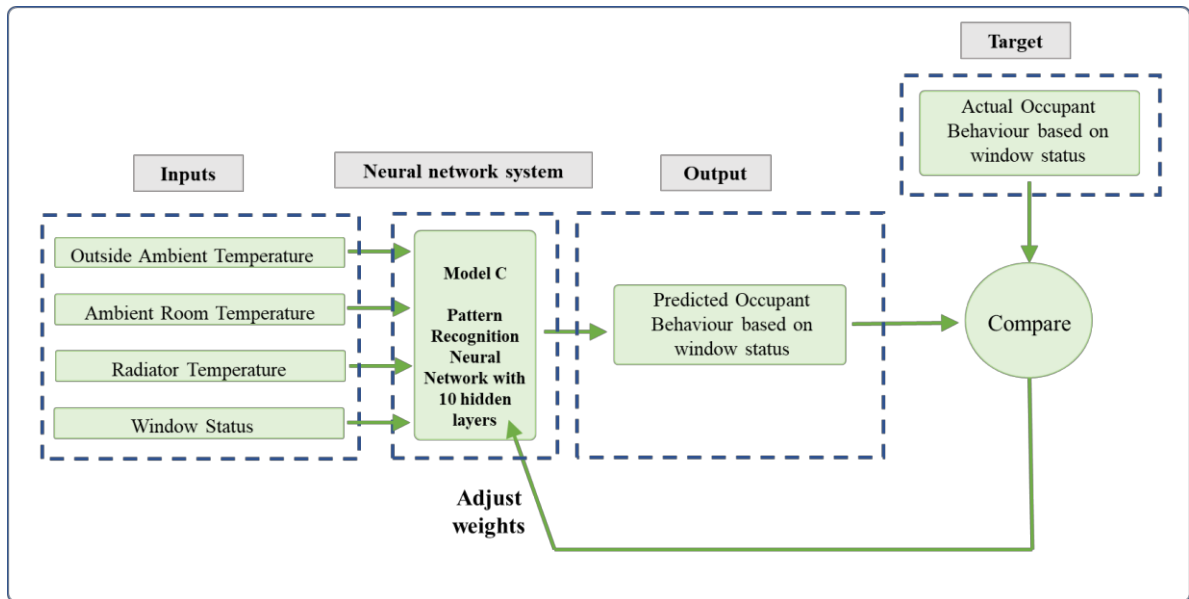 Target
Actual Occupant
Behaviour based on
window status
Inputs
Neural network system
Output
Outside Ambient Temperature
Ambient Room Temperature
Radiator Temperature
Window Status
Model C
Pattern
Recognition
Neural
Network with
10 hidden
layers
Predicted Occupant
Behaviour based on
window status
Compare
Adjust
weights